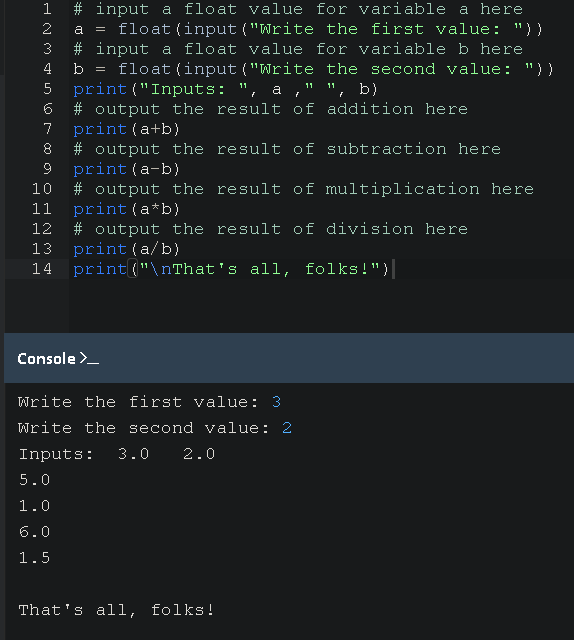 1 # input a float value for variable a here
2 a = float(input("Write the first value: "))
3 # input a float value for variable b here
4 b = float(input("Write the second value: "))
5 print("Inputs: ", a ," ", b)
6 # output the result of addition here
7 print(a+b)
8 # output the result of subtraction here
9 print(a-b)
10 # output the result of multiplication here
11 print(a*b)
12 # output the result of division here
13 print(a/b)
14 print("\nThat's all, folks!")
Console >_
Write the first value: 3
Write the second value: 2
Inputs:  3.0   2.0
5.0
1.0
6.0
1.5
That's all, folks!